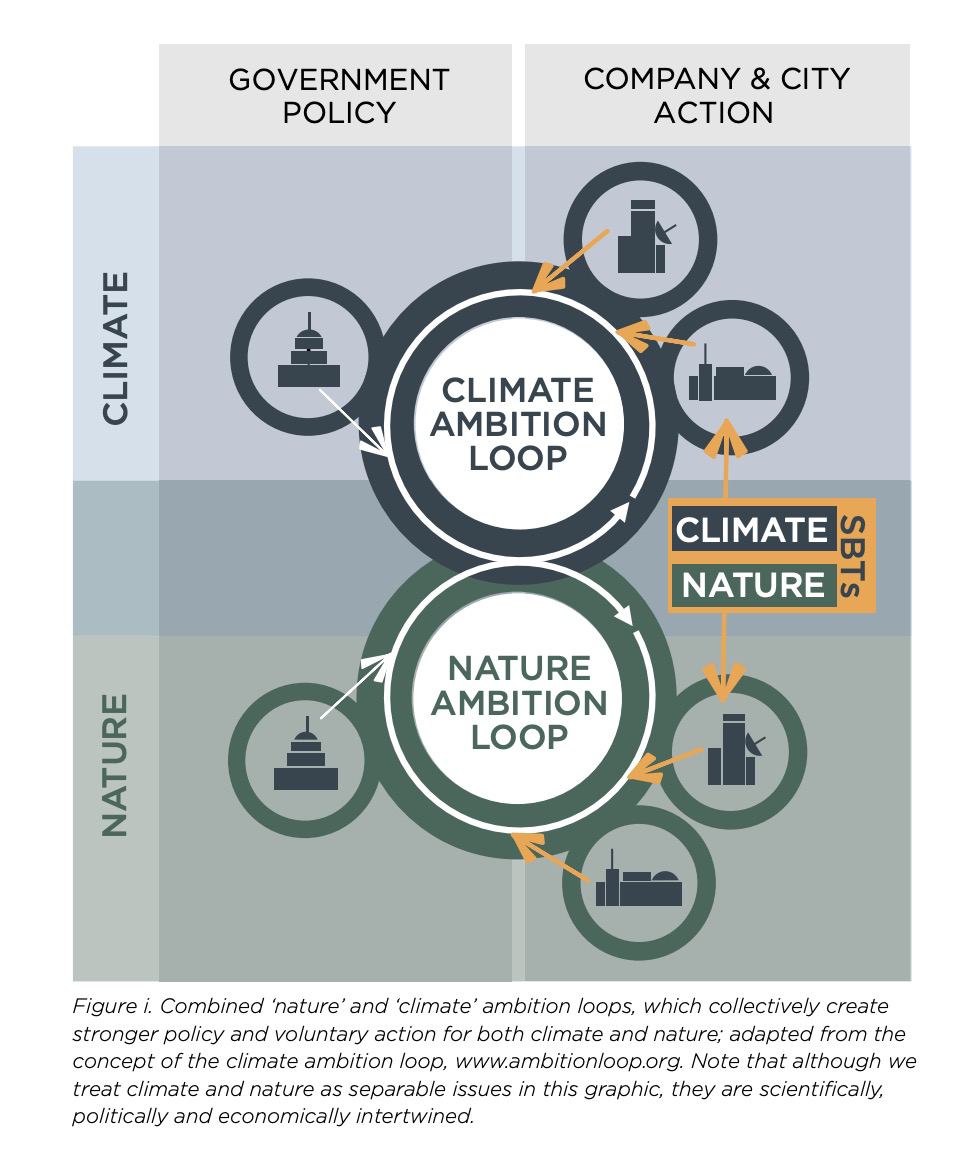 GOVERNMENT
POLICY
COMPANY & CITY
ACTION
CLIMATE
CLIMATE
AMBITION
LOOP
CLIMATE
NATURE
SBTs
NATURE
AMBITION
LOOP
NATURE
Figure i. Combined ‘nature’ and ‘climate’ ambition loops, which collectively create
stronger policy and voluntary action for both climate and nature; adapted from the
concept of the climate ambition loop, www.ambitionloop.org. Note that although we
treat climate and nature as separable issues in this graphic, they are scientifically,
politically and economically intertwined.